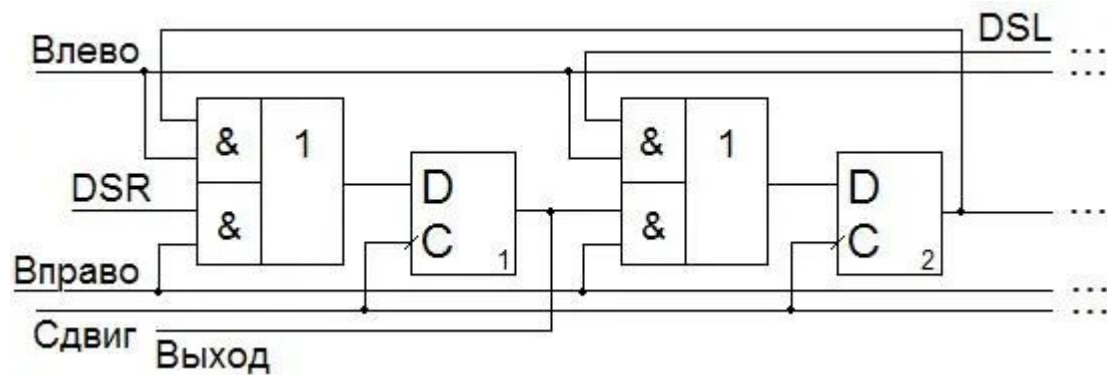 DSL ...
Влево ...
& 1 & 1
DSR & D & D ...
C C
1 2
Вправо ...
...
Сдвиг
Выход